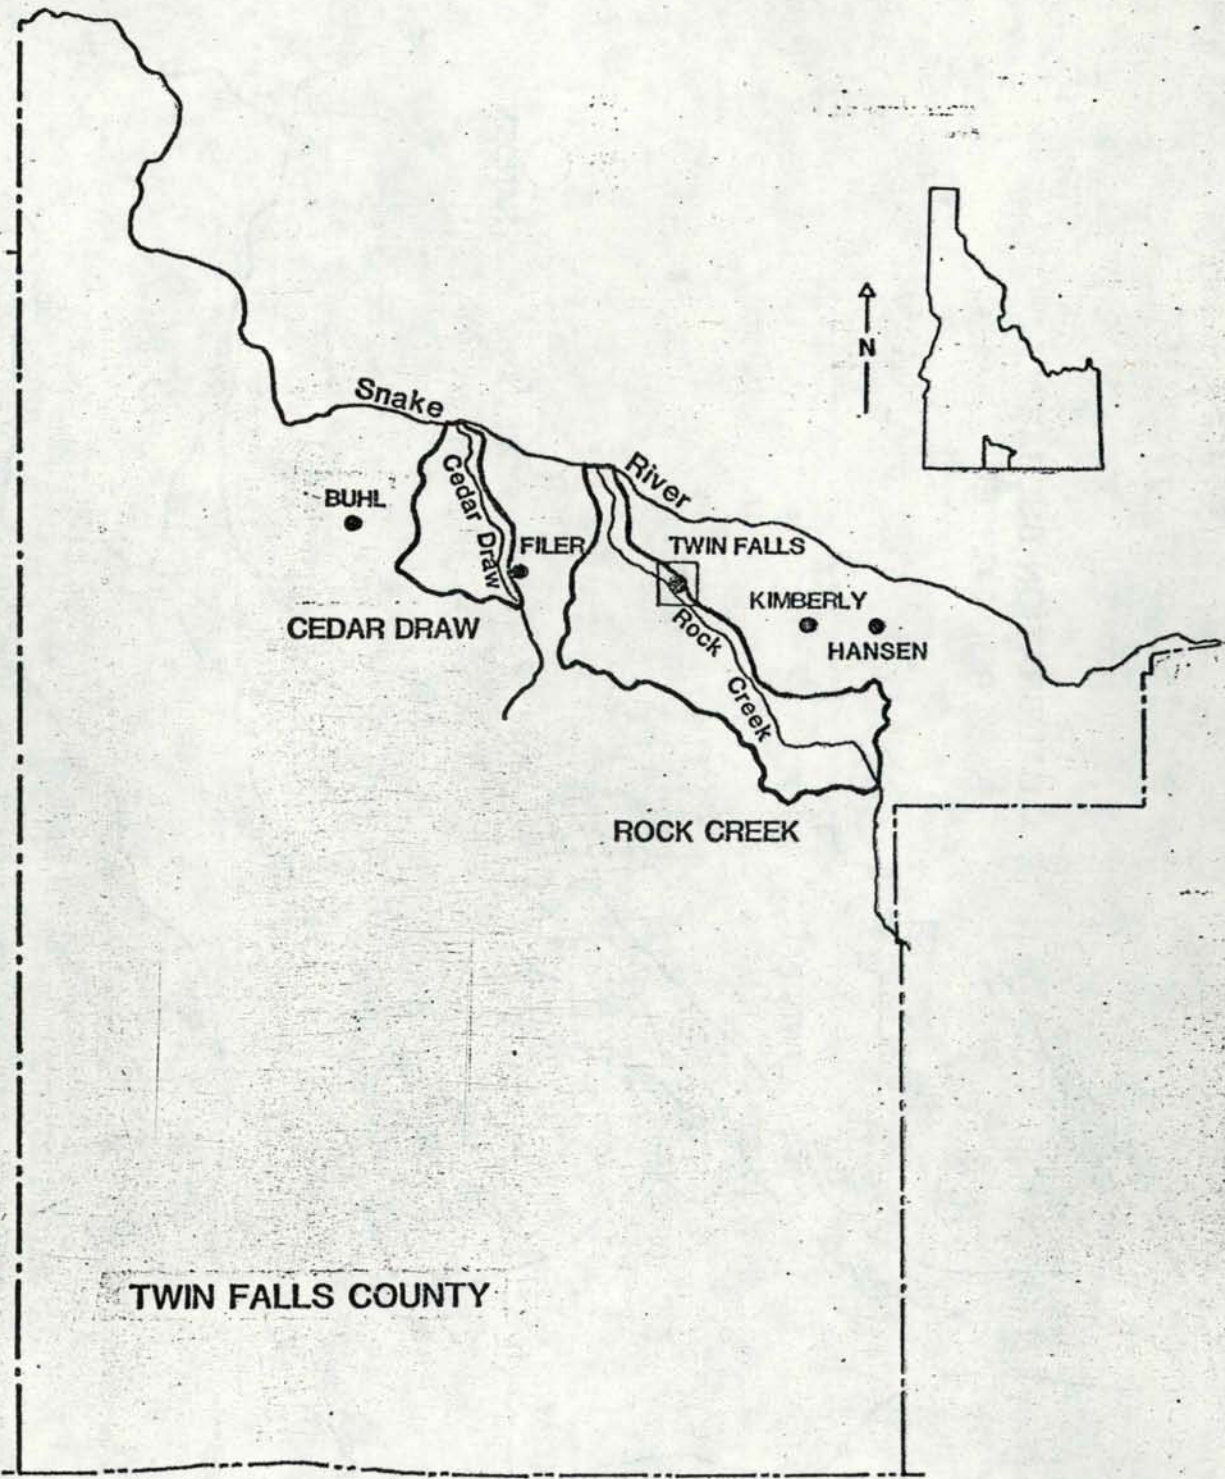 Snake
River
N
BUHL
Cedar Draw
FILER
TWIN FALLS
KIMBERLY
HANSEN
CEDAR DRAW
Rock
Creek
ROCK CREEK
TWIN FALLS COUNTY